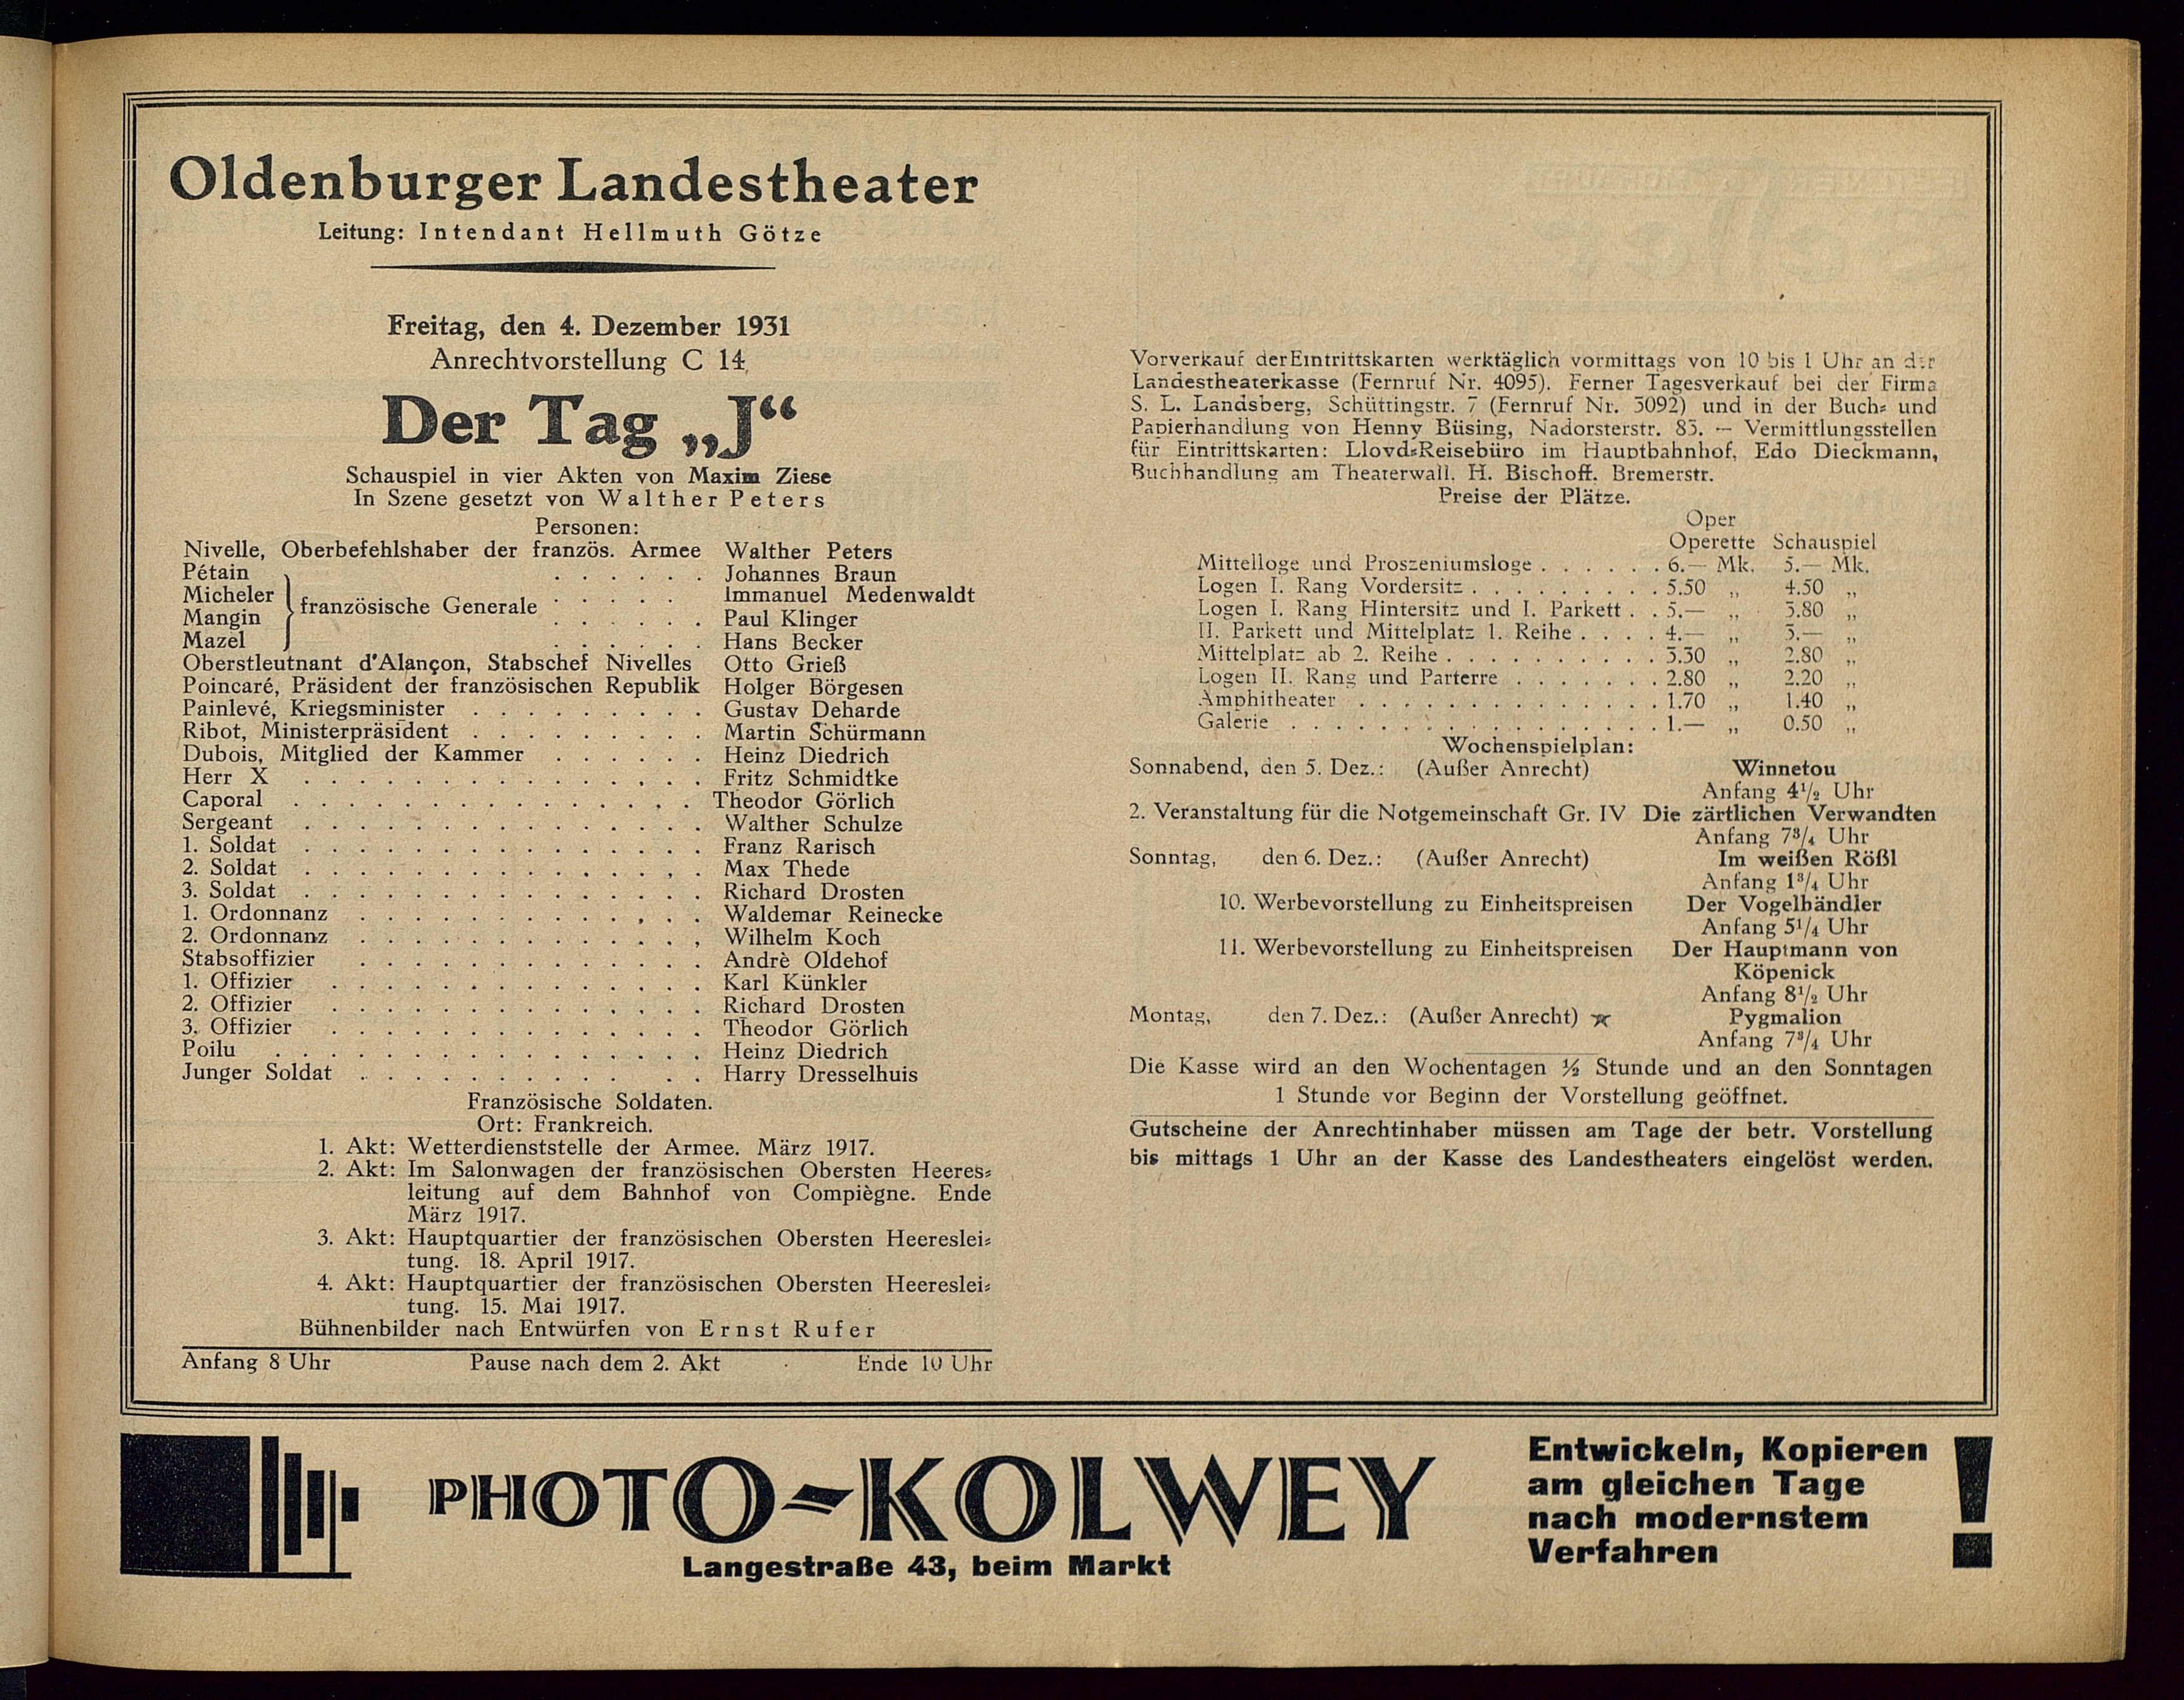 Oldenburger Landestheater
Leitung: Intendant Hellmuth Götze
Freitag, den 4. Dezember 1931
Anrechtvorstellung C 14
Der Tag „J“
Schauspiel in vier Akten von Maxim Ziese
In Szene gesetzt von Walther Peters
Personen:
Nivelle, Oberbefehlshaber der französ. Armee Walther Peters
Pétain . . . . . . Johannes Braun
Micheler . . . . . Immanuel Medenwaldt
französische Generale
Mangin . . . . . . Paul Klinger
Mazel . . . . . . Hans Becker
Oberstleutnant d'Alançon, Stabschef Nivelles Otto Grieß
Poincaré, Präsident der französischen Republik Holger Börgesen
Painlevé, Kriegsminister . . . . . . . . . Gustav Deharde
Ribot, Ministerpräsident . . . . . . . . . Martin Schürmann
Dubois, Mitglied der Kammer . . . . . . Heinz Diedrich
Herr X . . . . . . . . . . . . . . . Fritz Schmidtke
Caporal . . . . . . . . . . . . . . . Theodor Görlich
Sergeant . . . . . . . . . . . . . . . Walther Schulze
1. Soldat . . . . . . . . . . . . . . . Franz Rarisch
2. Soldat . . . . . . . . . . . . . . . Max Thede
3. Soldat . . . . . . . . . . . . . . . Richard Drosten
1. Ordonnanz . . . . . . . . . . . . . Waldemar Reinecke
2. Ordonnanz . . . . . . . . . . . . . Wilhelm Koch
Stabsoffizier . . . . . . . . . . . . . Andrè Oldehof
1. Offizier . . . . . . . . . . . . . . Karl Künkler
2. Offizier . . . . . . . . . . . . . . Richard Drosten
3. Offizier . . . . . . . . . . . . . . Theodor Görlich
Poilu . . . . . . . . . . . . . . . . Heinz Diedrich
Junger Soldat . . . . . . . . . . . . Harry Dresselhuis
Französische Soldaten.
Ort: Frankreich.
1. Akt: Wetterdienststelle der Armee. März 1917.
2. Akt: Im Salonwagen der französischen Obersten Heeres-
leitung auf dem Bahnhof von Compiègne. Ende
März 1917.
3. Akt: Hauptquartier der französischen Obersten Heereslei-
tung. 18. April 1917.
4. Akt: Hauptquartier der französischen Obersten Heereslei-
tung. 15. Mai 1917.
Bühnenbilder nach Entwürfen von Ernst Rufer
Anfang 8 Uhr Pause nach dem 2. Akt Ende 10 Uhr
Vorverkauf der Eintrittskarten werktäglich vormittags von 10 bis 1 Uhr an der
Landestheaterkasse (Fernruf Nr. 4095). Ferner Tagesverkauf bei der Firma
S. L. Landsberg, Schüttingstr. 7 (Fernruf Nr. 3092) und in der Buch- und
Papierhandlung von Henny Büsing, Nadorsterstr. 83. — Vermittlungsstellen
für Eintrittskarten: Lloyd-Reisebüro im Hauptbahnhof, Edo Dieckmann,
Buchhandlung am Theaterwall, H. Bischoff, Bremerstr.
Preise der Plätze.
Oper
Operette Schauspiel
Mittelloge und Proszeniumsloge . . . . . . 6.— Mk. 5.— Mk.
Logen I. Rang Vordersitz . . . . . . . . . 5.50 „ 4.50 „
Logen I. Rang Hintersitz und I. Parkett . . 5.— „ 3.80 „
II. Parkett und Mittelplatz 1. Reihe . . . . 4.— „ 3.— „
Mittelplatz ab 2. Reihe . . . . . . . . . . 3.30 „ 2.80 „
Logen II. Rang und Parterre . . . . . . . 2.80 „ 2.20 „
Amphitheater . . . . . . . . . . . . . . 1.70 „ 1.40 „
Galerie . . . . . . . . . . . . . . . . 1.— „ 0.50 „
Wochenspielplan:
Sonnabend, den 5. Dez.: (Außer Anrecht) Winnetou
Anfang 4½ Uhr
2. Veranstaltung für die Notgemeinschaft Gr. IV Die zärtlichen Verwandten
Anfang 7¾ Uhr
Sonntag, den 6. Dez.: (Außer Anrecht) Im weißen Rößl
Anfang 1¾ Uhr
10. Werbevorstellung zu Einheitspreisen Der Vogelhändler
Anfang 5¼ Uhr
11. Werbevorstellung zu Einheitspreisen Der Hauptmann von
Köpenick
Anfang 8½ Uhr
Montag, den 7. Dez.: (Außer Anrecht) ★ Pygmalion
Anfang 7¾ Uhr
Die Kasse wird an den Wochentagen ½ Stunde und an den Sonntagen
1 Stunde vor Beginn der Vorstellung geöffnet.
Gutscheine der Anrechtinhaber müssen am Tage der betr. Vorstellung
bis mittags 1 Uhr an der Kasse des Landestheaters eingelöst werden.
PHOTO-KOLWEY
Langestraße 43, beim Markt
Entwickeln, Kopieren
am gleichen Tage
nach modernstem
Verfahren !